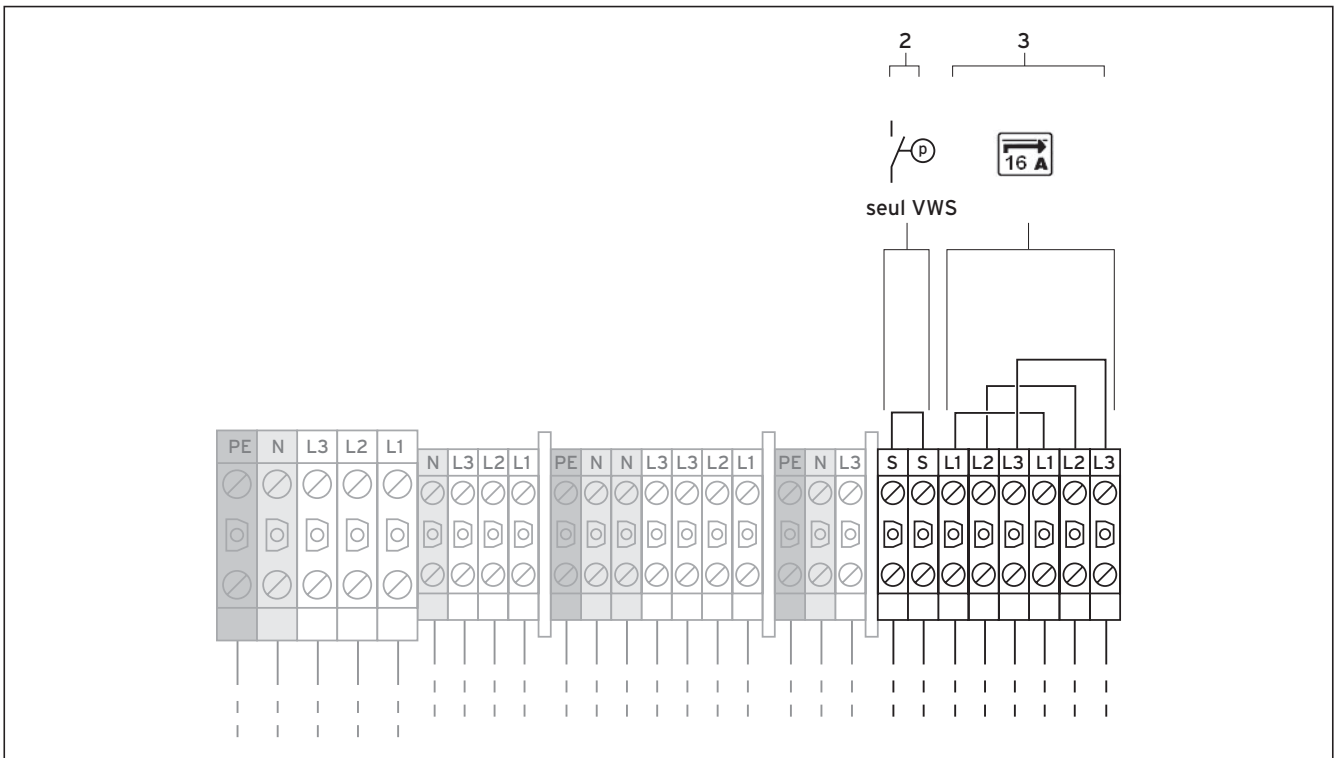 2 3
p
16 A
seul VWS
PE N L3 L2 L1
N L3 L2 L1
PE N N L3 L3 L2 L1
PE N L3
S S L1 L2 L3 L1 L2 L3